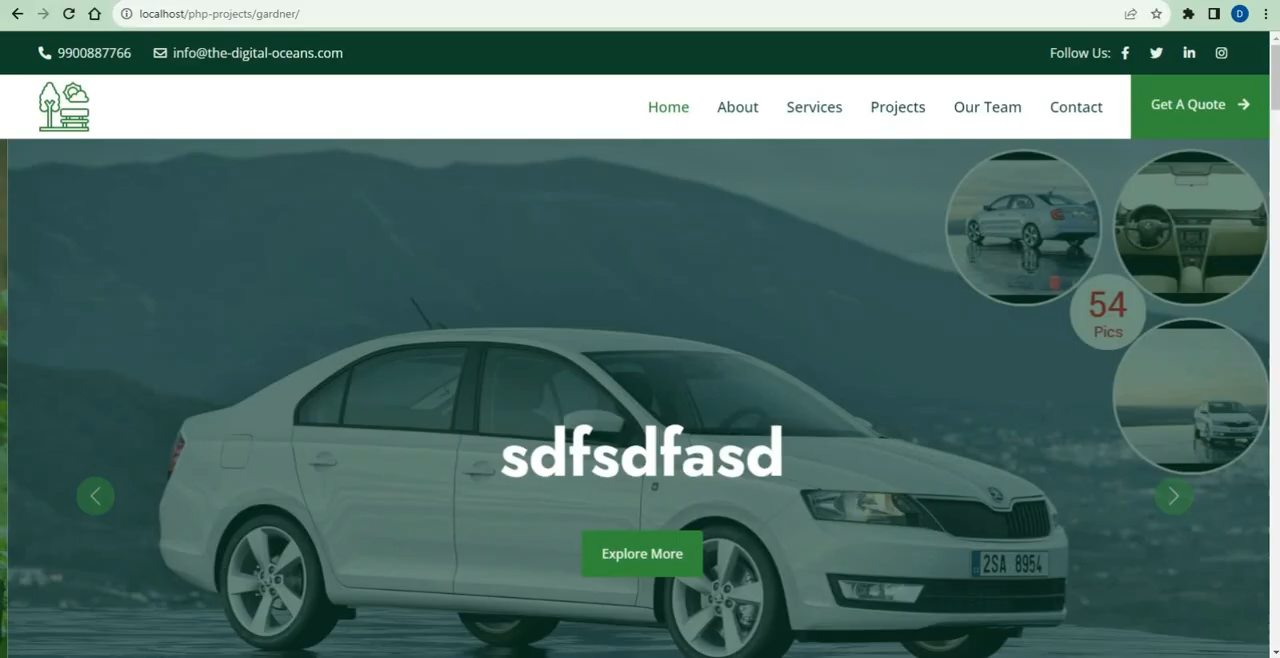 localhost/php-projects/gardner/
D
9900887766 info@the-digital-oceans.com Follow Us:
Home About Services Projects Our Team Contact Get A Quote
54
Pics
sdfsdfasd
Explore More
2SA 8954